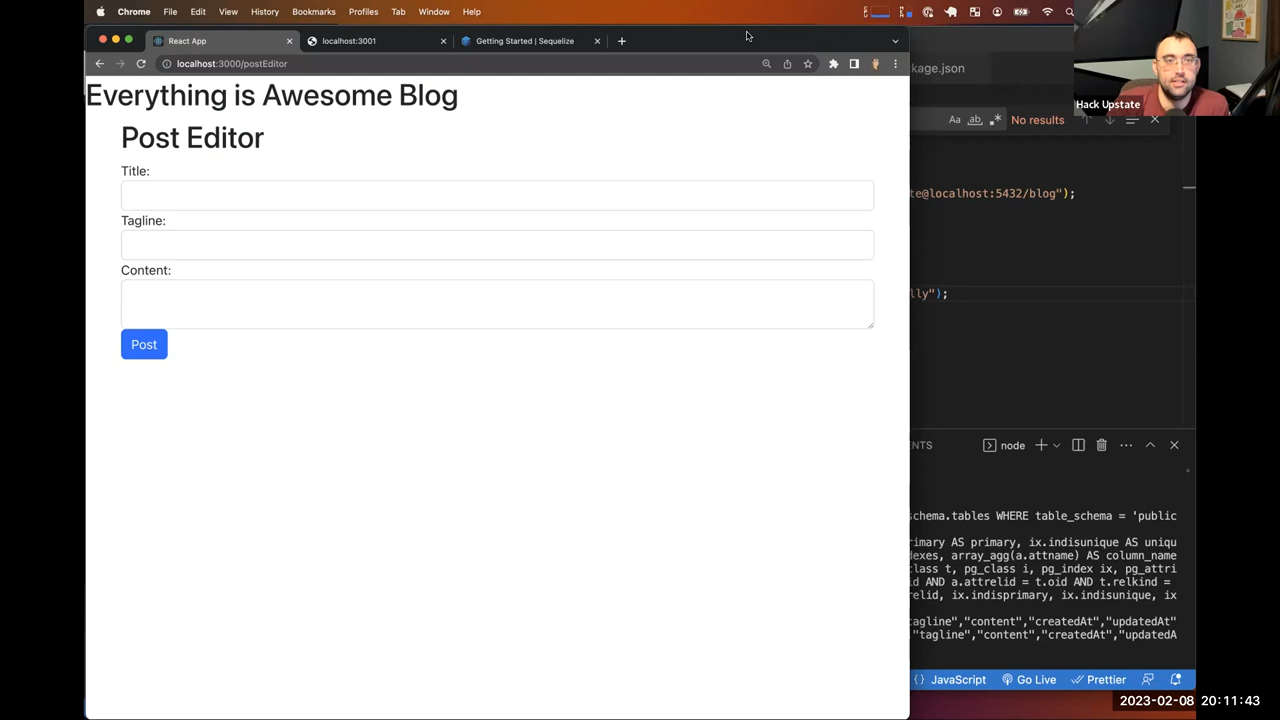 Chrome File Edit View History Bookmarks Profiles Tab Window Help
React App
localhost:3001
Getting Started | Sequelize
localhost:3000/postEditor
Everything is Awesome Blog
Post Editor
Title:
Tagline:
Content:
Post
kage.json
Hack Upstate
Aa ab No results
te@localhost:5432/blog");
lly");
NTS
node
schema.tables WHERE table_schema = 'public
rimary AS primary, ix.indisunique AS uniqu
dexes, array_agg(a.attname) AS column_name
class t, pg_class i, pg_index ix, pg_attri
id AND a.attrelid = t.oid AND t.relkind =
relid, ix.indisprimary, ix.indisunique, ix
tagline","content","createdAt","updatedAt"
"tagline","content","createdAt","updatedA
{} JavaScript Go Live Prettier
2023-02-08 20:11:43